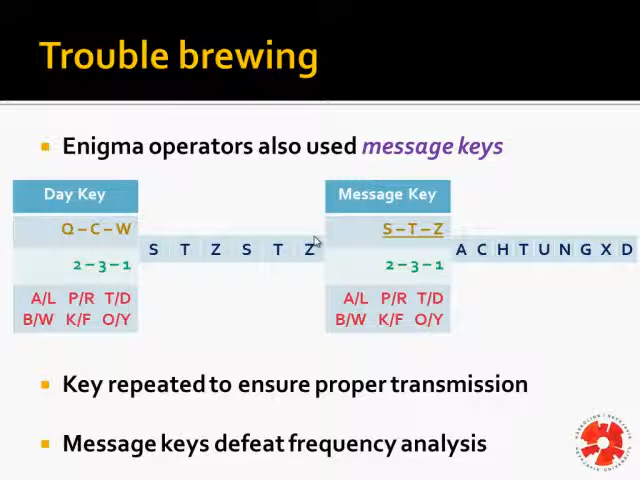 Trouble brewing
Enigma operators also used message keys
Day Key
Q – C – W
2 – 3 – 1
A/L P/R T/D
B/W K/F O/Y
S T Z S T Z
Message Key
S – T – Z
2 – 3 – 1
A/L P/R T/D
B/W K/F O/Y
A C H T U N G X D
Key repeated to ensure proper transmission
Message keys defeat frequency analysis